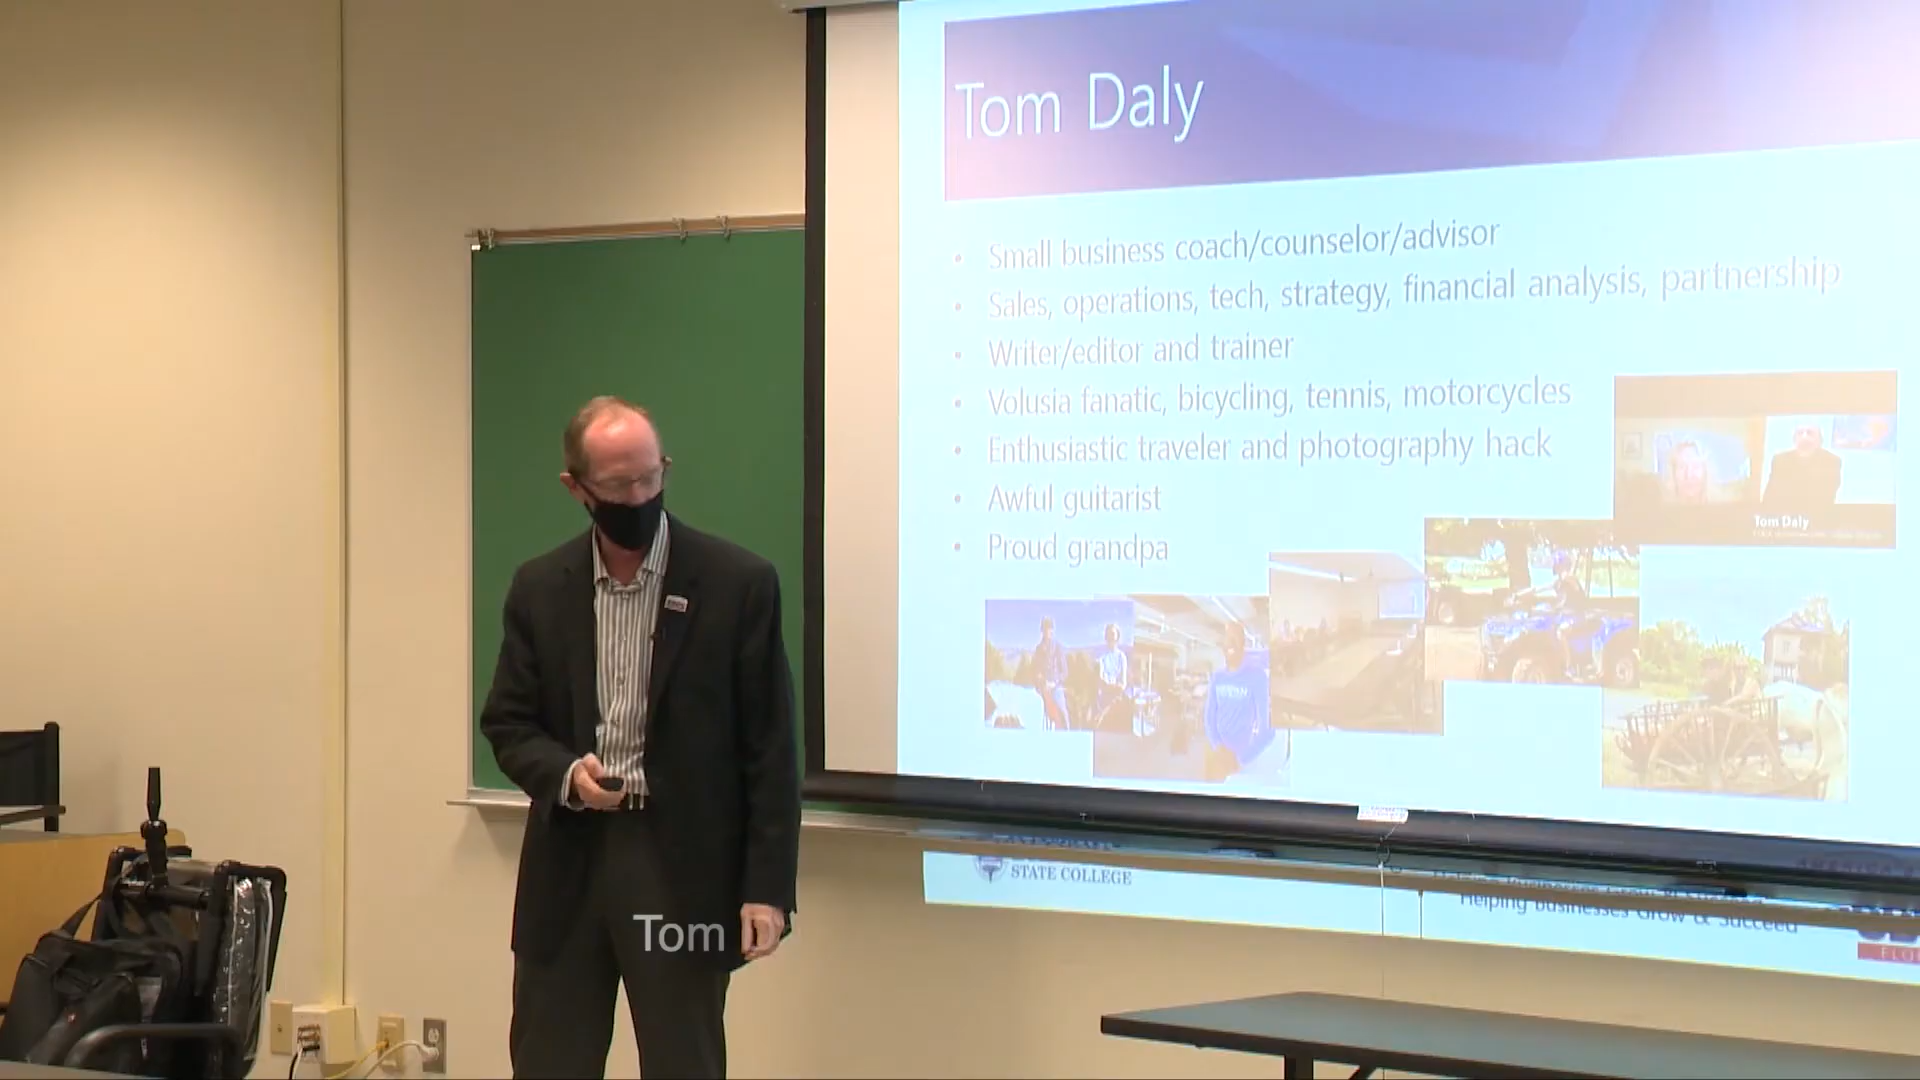 Tom Daly
• Small business coach/counselor/advisor
• Sales, operations, tech, strategy, financial analysis, partnership
• Writer/editor and trainer
• Volusia fanatic, bicycling, tennis, motorcycles
• Enthusiastic traveler and photography hack
• Awful guitarist
• Proud grandpa
Tom Daly
STATE COLLEGE
Helping Businesses Grow & Succeed
Tom D